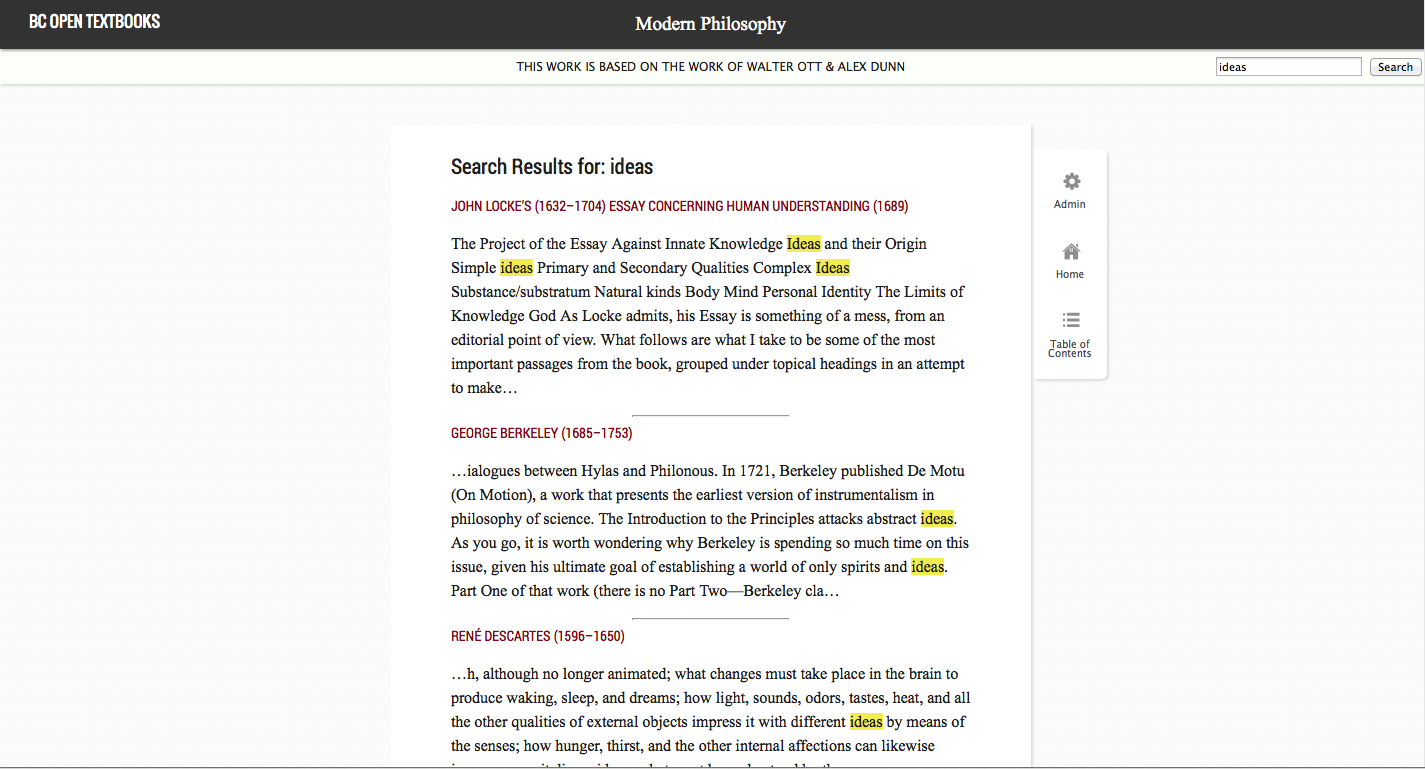 BC OPEN TEXTBOOKS
Modern Philosophy
THIS WORK IS BASED ON THE WORK OF WALTER OTT & ALEX DUNN
ideas
Search
Search Results for: ideas
JOHN LOCKE'S (1632–1704) ESSAY CONCERNING HUMAN UNDERSTANDING (1689)
The Project of the Essay Against Innate Knowledge Ideas and their Origin
Simple ideas Primary and Secondary Qualities Complex Ideas
Substance/substratum Natural kinds Body Mind Personal Identity The Limits of
Knowledge God As Locke admits, his Essay is something of a mess, from an
editorial point of view. What follows are what I take to be some of the most
important passages from the book, grouped under topical headings in an attempt
to make…
GEORGE BERKELEY (1685–1753)
…ialogues between Hylas and Philonous. In 1721, Berkeley published De Motu
(On Motion), a work that presents the earliest version of instrumentalism in
philosophy of science. The Introduction to the Principles attacks abstract ideas.
As you go, it is worth wondering why Berkeley is spending so much time on this
issue, given his ultimate goal of establishing a world of only spirits and ideas.
Part One of that work (there is no Part Two—Berkeley cla…
RENÉ DESCARTES (1596–1650)
…h, although no longer animated; what changes must take place in the brain to
produce waking, sleep, and dreams; how light, sounds, odors, tastes, heat, and all
the other qualities of external objects impress it with different ideas by means of
the senses; how hunger, thirst, and the other internal affections can likewise
Admin
Home
Table of
Contents